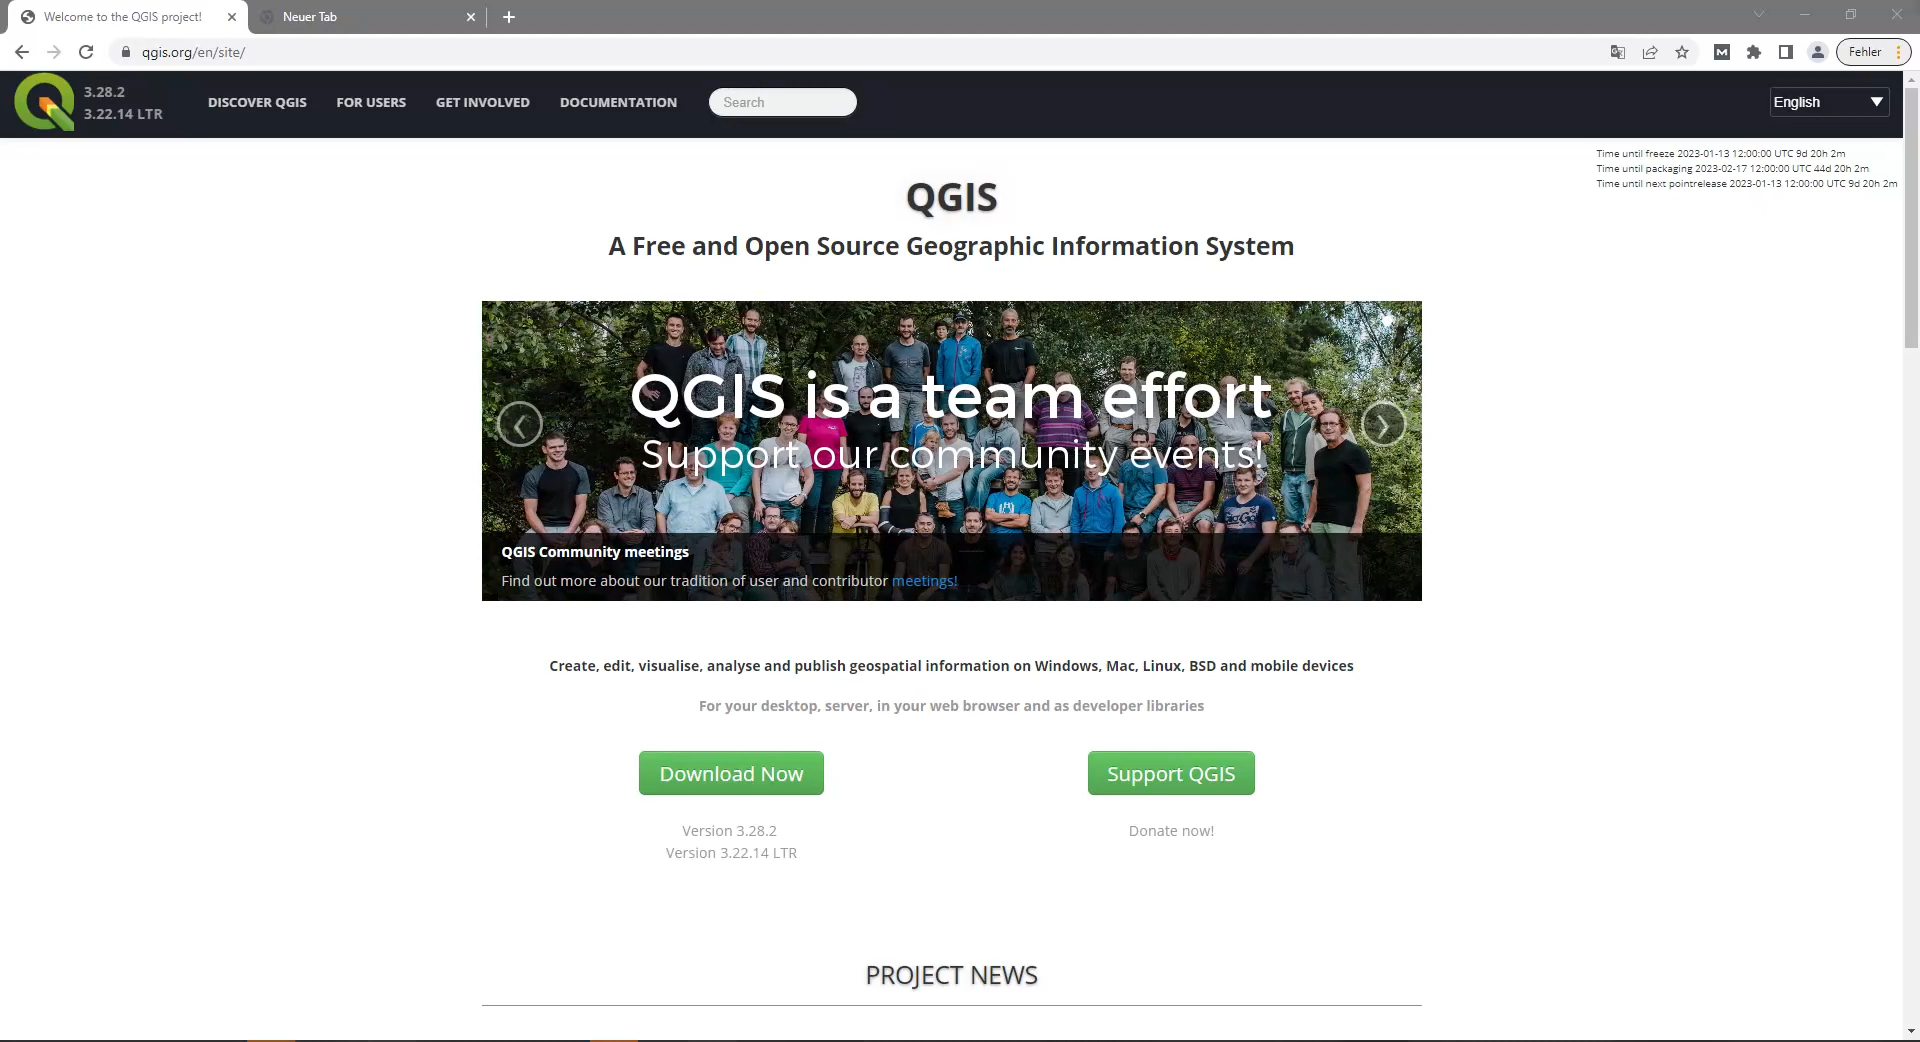 Welcome to the QGIS project!
Neuer Tab
qgis.org/en/site/
Fehler
3.28.2
3.22.14 LTR
DISCOVER QGIS
FOR USERS
GET INVOLVED
DOCUMENTATION
Search
English
Time until freeze 2023-01-13 12:00:00 UTC 9d 20h 2m
Time until packaging 2023-02-17 12:00:00 UTC 44d 20h 2m
Time until next pointrelease 2023-01-13 12:00:00 UTC 9d 20h 2m
QGIS
A Free and Open Source Geographic Information System
QGIS is a team effort
Support our community events!
QGIS Community meetings
Find out more about our tradition of user and contributor meetings!
Create, edit, visualise, analyse and publish geospatial information on Windows, Mac, Linux, BSD and mobile devices
For your desktop, server, in your web browser and as developer libraries
Download Now
Support QGIS
Version 3.28.2
Donate now!
Version 3.22.14 LTR
PROJECT NEWS